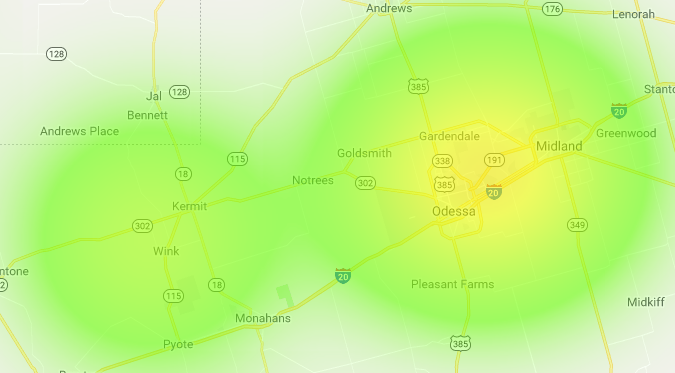 Andrews
176
Lenorah
128
385
Jal
128
Stanto
20
Bennett
Andrews Place
Gardendale
Greenwood
Midland
Goldsmith
115
338
191
18
Notrees
302
385
20
Kermit
Odessa
302
349
Wink
ntone
20
2
18
Pleasant Farms
115
Midkiff
Monahans
Pyote
385